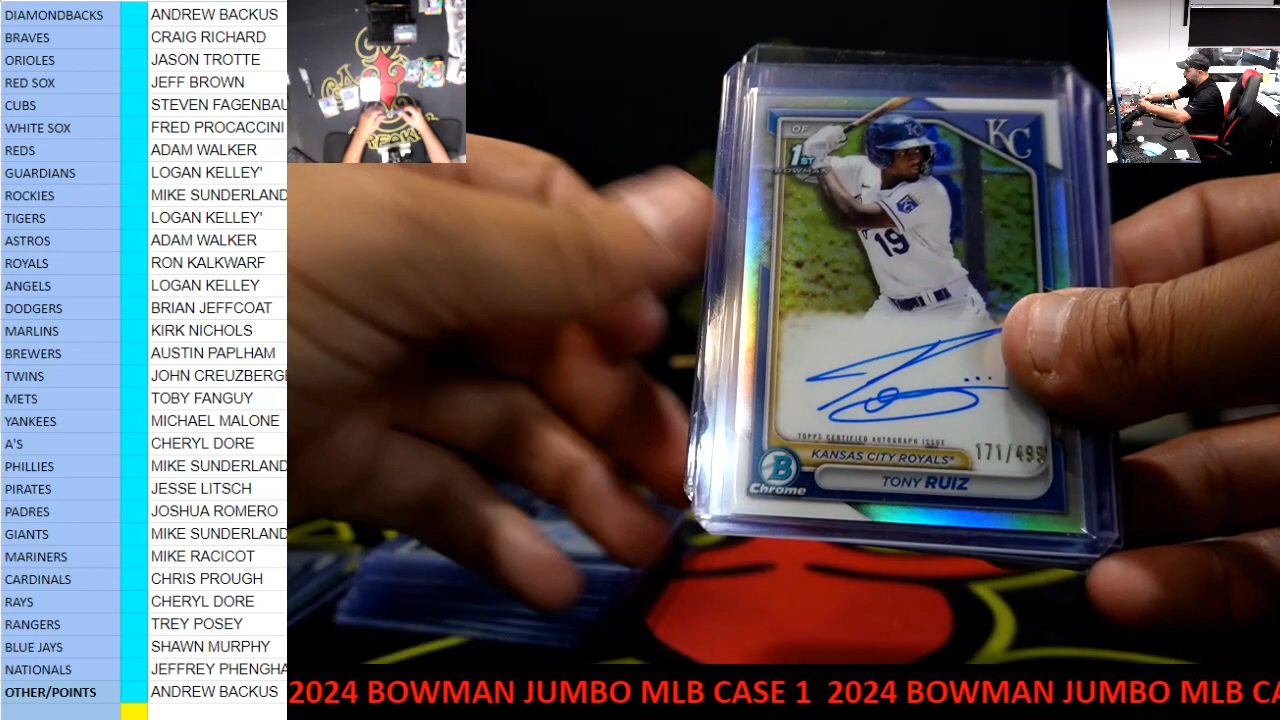 DIAMONDBACKS ANDREW BACKUS
BRAVES CRAIG RICHARD
ORIOLES JASON TROTTE
RED SOX JEFF BROWN
CUBS STEVEN FAGENBAU
WHITE SOX FRED PROCACCINI
REDS ADAM WALKER
GUARDIANS LOGAN KELLEY'
ROCKIES MIKE SUNDERLAND
TIGERS LOGAN KELLEY'
ASTROS ADAM WALKER
ROYALS RON KALKWARF
ANGELS LOGAN KELLEY
DODGERS BRIAN JEFFCOAT
MARLINS KIRK NICHOLS
BREWERS AUSTIN PAPLHAM
TWINS JOHN CREUZBERGE
METS TOBY FANGUY
YANKEES MICHAEL MALONE
A'S CHERYL DORE
PHILLIES MIKE SUNDERLAND
PIRATES JESSE LITSCH
PADRES JOSHUA ROMERO
GIANTS MIKE SUNDERLAND
MARINERS MIKE RACICOT
CARDINALS CHRIS PROUGH
RAYS CHERYL DORE
RANGERS TREY POSEY
BLUE JAYS SHAWN MURPHY
NATIONALS JEFFREY PHENGHA
OTHER/POINTS ANDREW BACKUS
OF
KC
1ST
BOWMAN
19
TOPPS CERTIFIED AUTOGRAPH ISSUE
KANSAS CITY ROYALS
171/499
B
Chrome
TONY RUIZ
2024 BOWMAN JUMBO MLB CASE 1 2024 BOWMAN JUMBO MLB CA